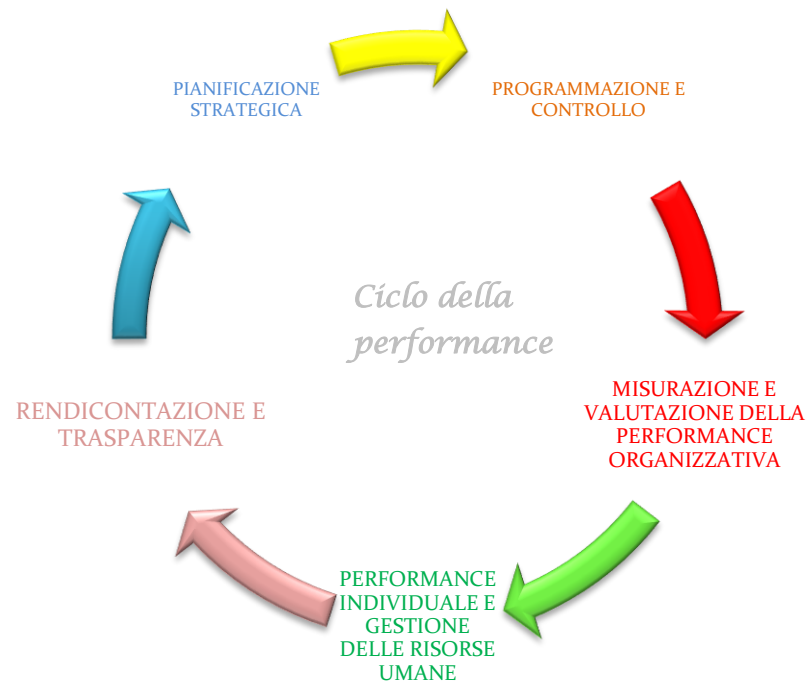 PIANIFICAZIONE
STRATEGICA
PROGRAMMAZIONE E
CONTROLLO
Ciclo della
performance
MISURAZIONE E
VALUTAZIONE DELLA
PERFORMANCE
ORGANIZZATIVA
RENDICONTAZIONE E
TRASPARENZA
PERFORMANCE
INDIVIDUALE E
GESTIONE
DELLE RISORSE
UMANE